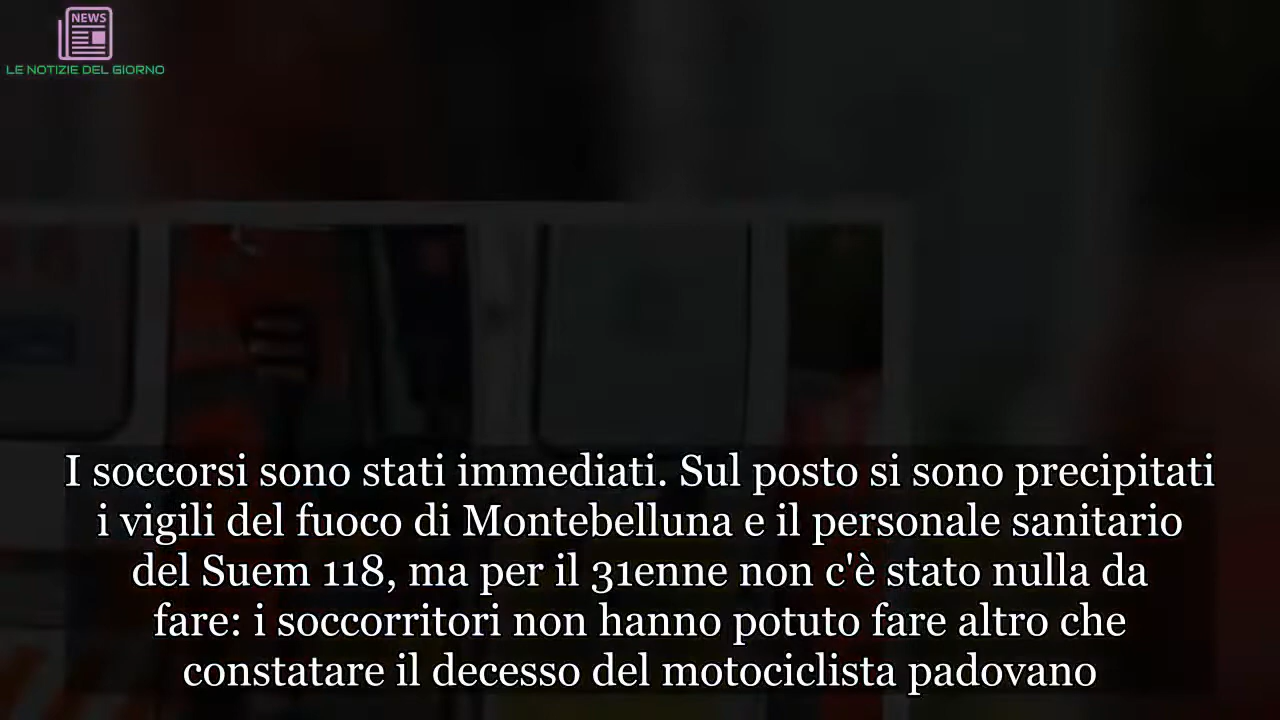 NEWS
LE NOTIZIE DEL GIORNO
I soccorsi sono stati immediati. Sul posto si sono precipitati
i vigili del fuoco di Montebelluna e il personale sanitario
del Suem 118, ma per il 31enne non c'è stato nulla da
fare: i soccorritori non hanno potuto fare altro che
constatare il decesso del motociclista padovano